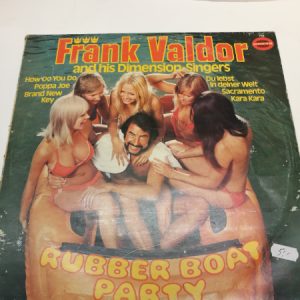 Frank Valdor
and his Dimension-Singers
How Do You Do
Poppa Joe
Brand New
Key
Du lebst
in deiner Welt
Sacramento
Kara Kara
RUBBER BOAT
PARTY